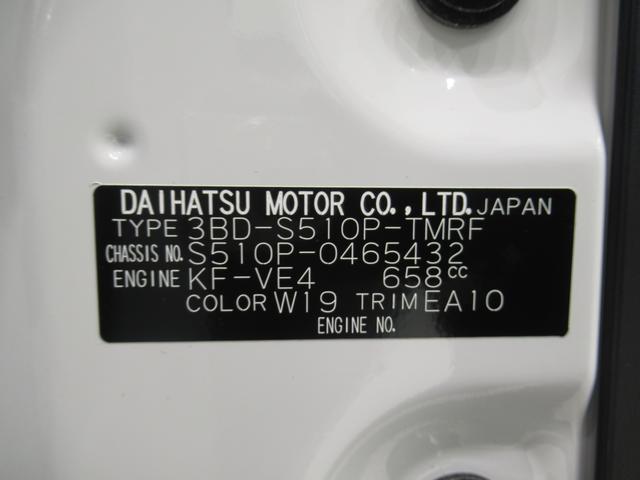 DAIHATSU MOTOR CO.,LTD. JAPAN
TYPE 3BD-S510P-TMRF
CHASSIS NO. S510P-0465432
ENGINE KF-VE4 658cc
COLOR W19 TRIM EA10
ENGINE NO.